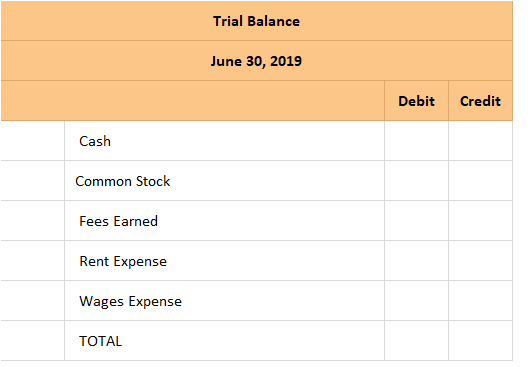 Trial Balance
June 30, 2019
Debit Credit
Cash
Common Stock
Fees Earned
Rent Expense
Wages Expense
TOTAL